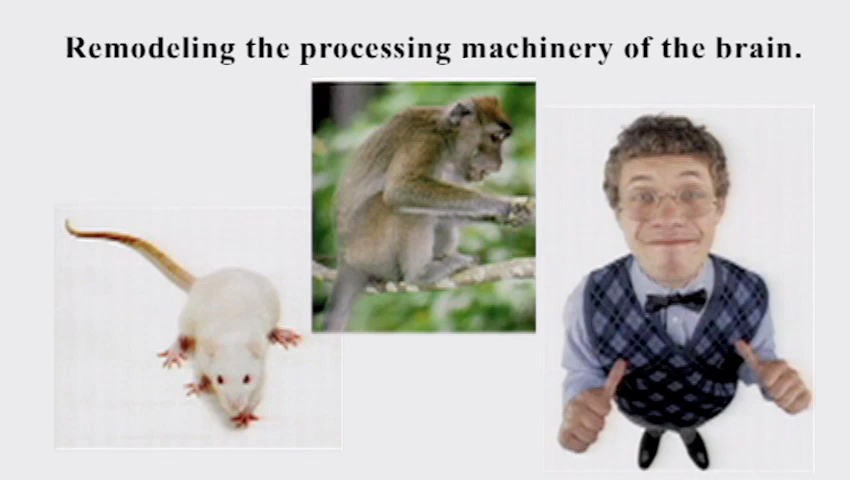 Remodeling the processing machinery of the brain.